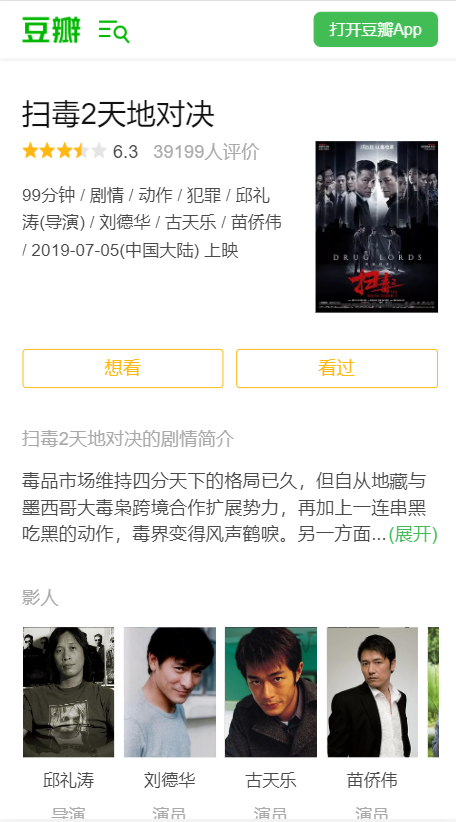 豆瓣
打开豆瓣App
扫毒2天地对决
6.3 39199人评价
99分钟 / 剧情 / 动作 / 犯罪 / 邱礼
涛(导演) / 刘德华 / 古天乐 / 苗侨伟
/ 2019-07-05(中国大陆) 上映
DRUG LORDS
扫毒2
想看
看过
扫毒2天地对决的剧情简介
毒品市场维持四分天下的格局已久，但自从地藏与
墨西哥大毒枭跨境合作扩展势力，再加上一连串黑
吃黑的动作，毒界变得风声鹤唳。另一方面...(展开)
影人
邱礼涛 刘德华 古天乐 苗侨伟
导演 演员 演员 演员